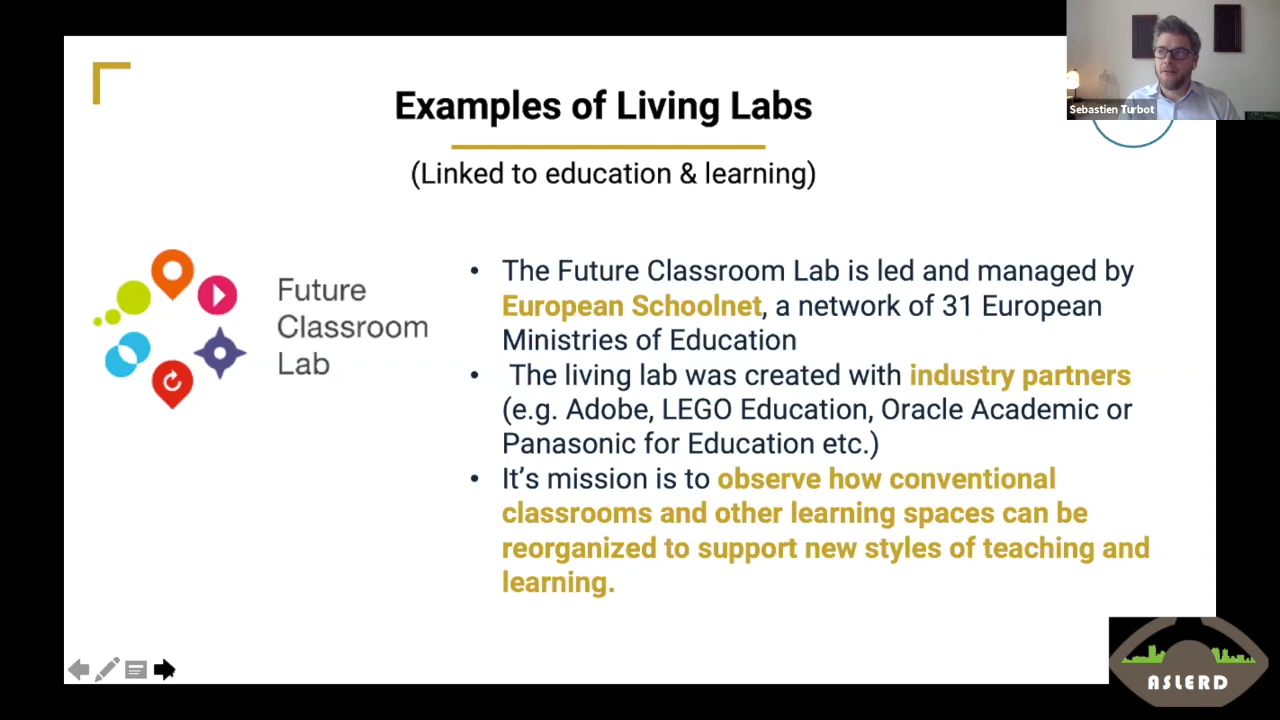 Sebastien Turbot
Examples of Living Labs
(Linked to education & learning)
Future
Classroom
Lab
• The Future Classroom Lab is led and managed by
European Schoolnet, a network of 31 European
Ministries of Education
• The living lab was created with industry partners
(e.g. Adobe, LEGO Education, Oracle Academic or
Panasonic for Education etc.)
• It’s mission is to observe how conventional
classrooms and other learning spaces can be
reorganized to support new styles of teaching and
learning.
ASLERD